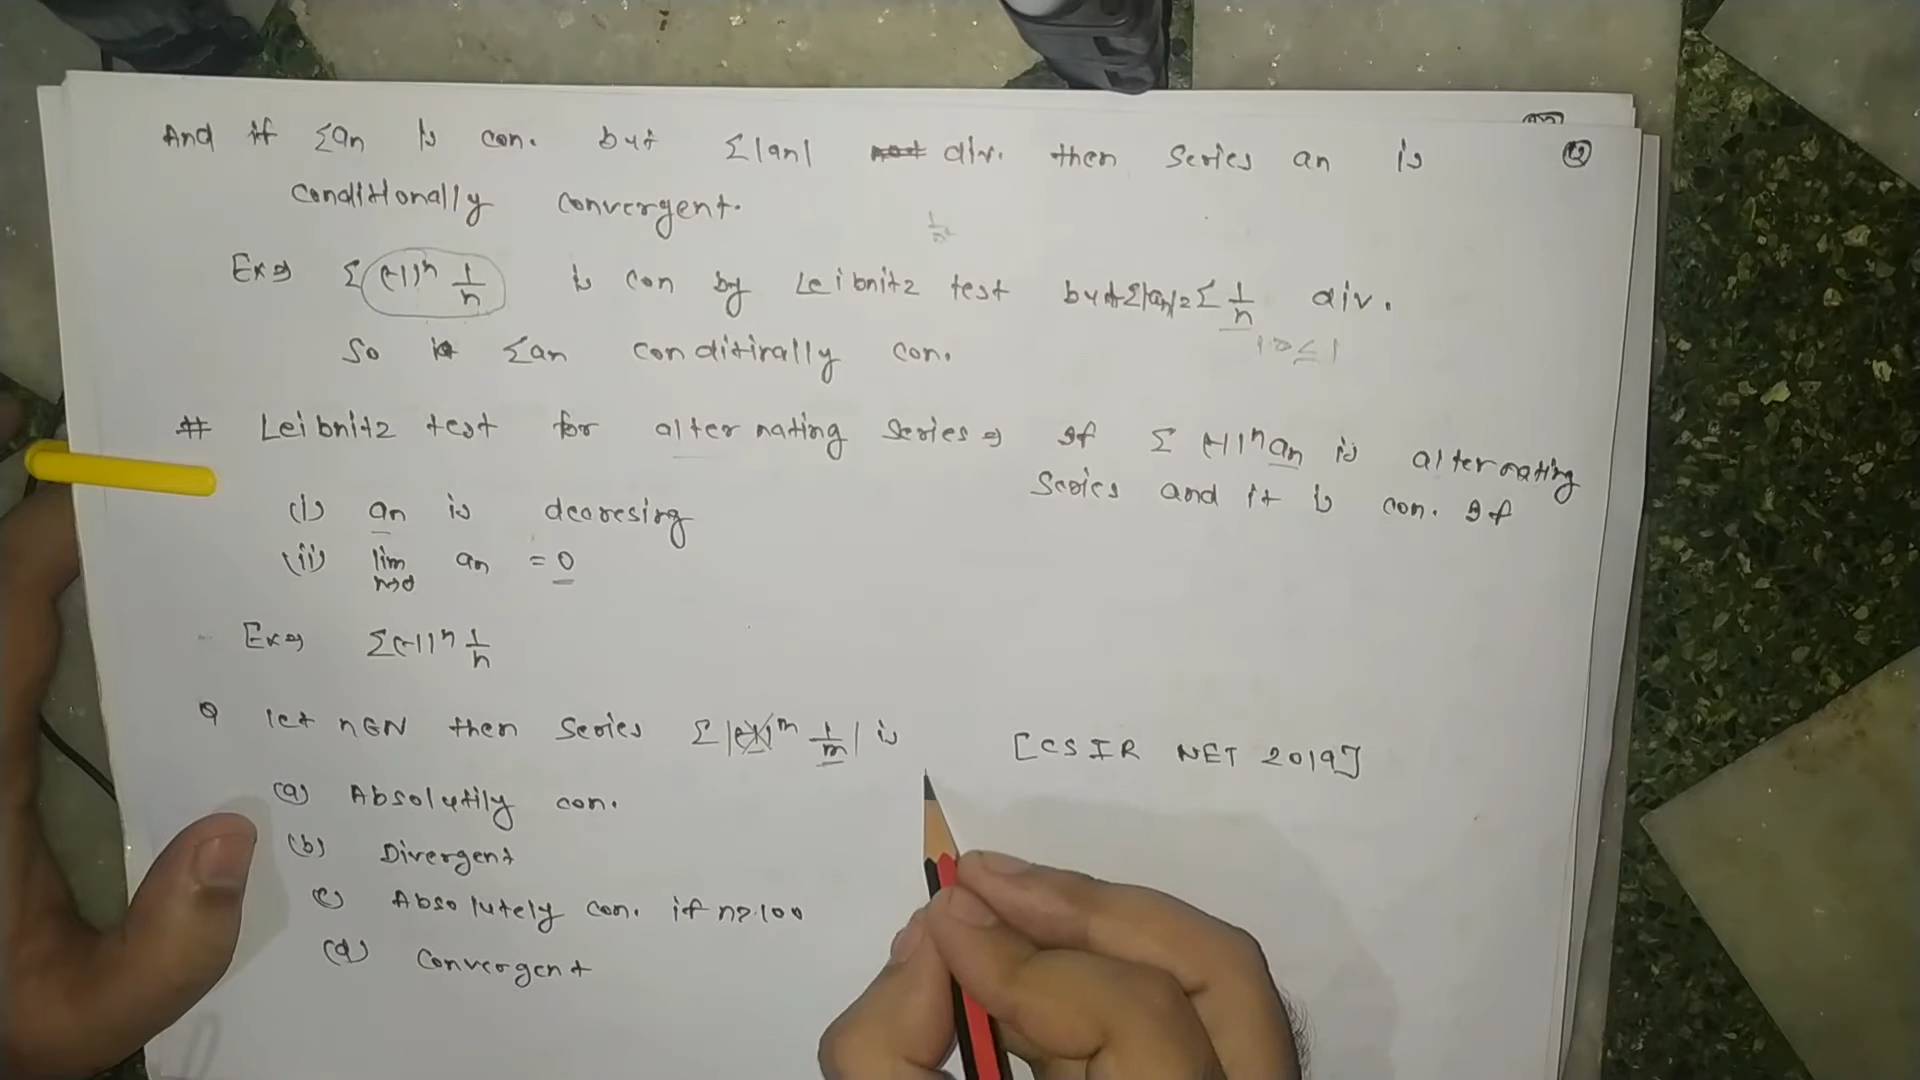 And if Σan is con. but Σ|an| div. then series an is
conditionally convergent.
Ex⇒ Σ(-1)ⁿ 1/n is con by Leibnitz test but Σ|an|=Σ 1/n div.
So Σan conditirally con.
# Leibnitz test for alternating series ⇒ If Σ (-1)ⁿan is alternating
series and it is con. If
(i) an is decresing
(ii) lim an = 0
n→∞
Ex⇒ Σ(-1)ⁿ 1/n
Q let n∈N then series Σ|(-1)ᵐ 1/m| is [CSIR NET 2019]
(a) Absolutily con.
(b) Divergent
(c) Absolutely con. if n>100
(d) Convergent